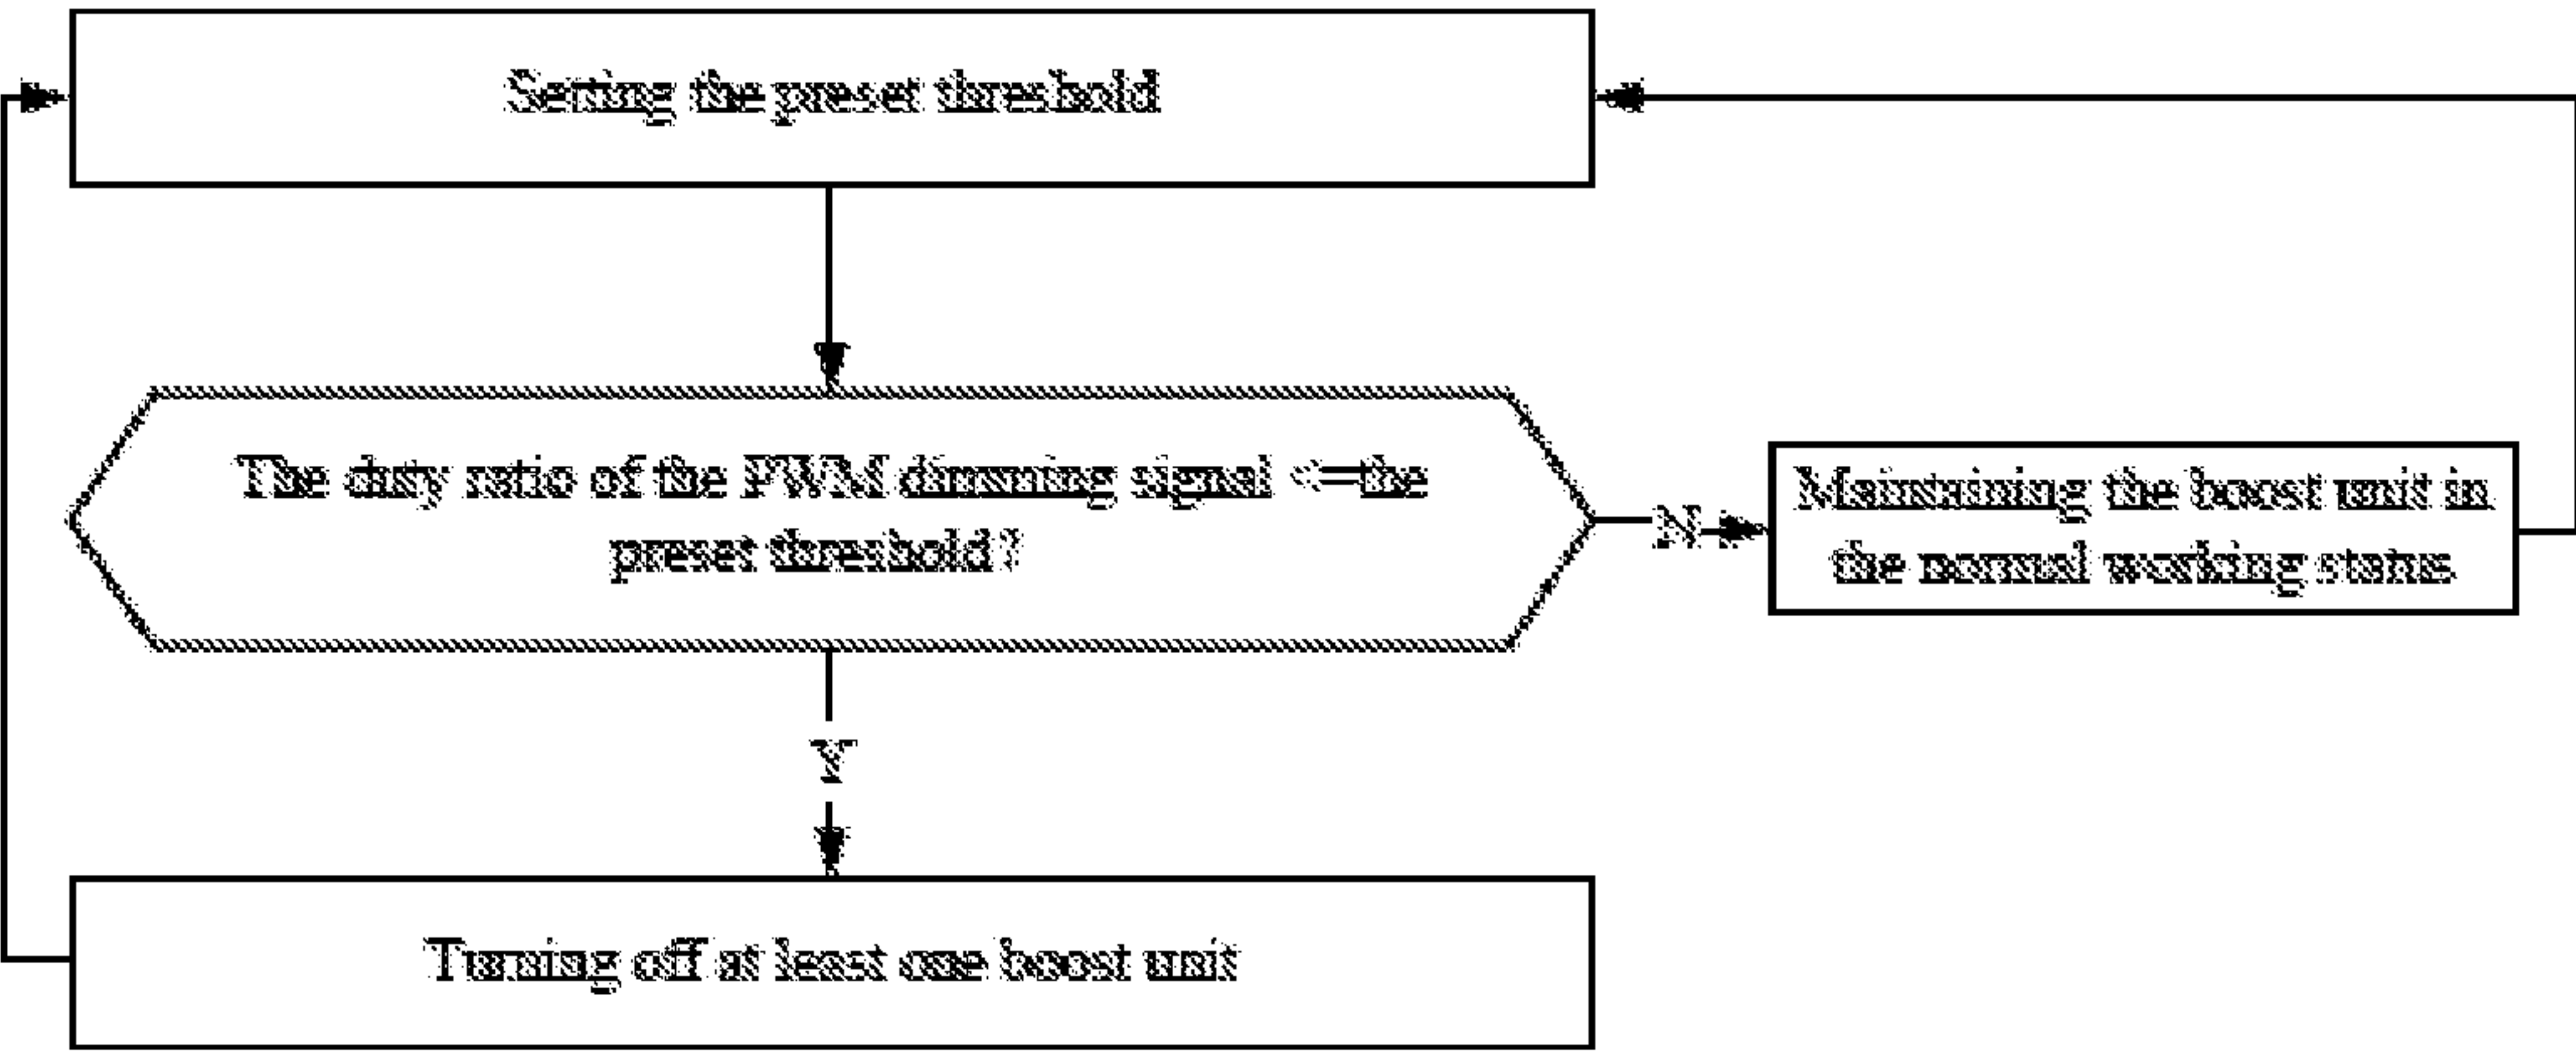 Setting the preset threshold
The duty ratio of the PWM dimming signal <=the
preset threshold?
N
Maintaining the boost unit in
the normal working status
Y
Turning off at least one boost unit